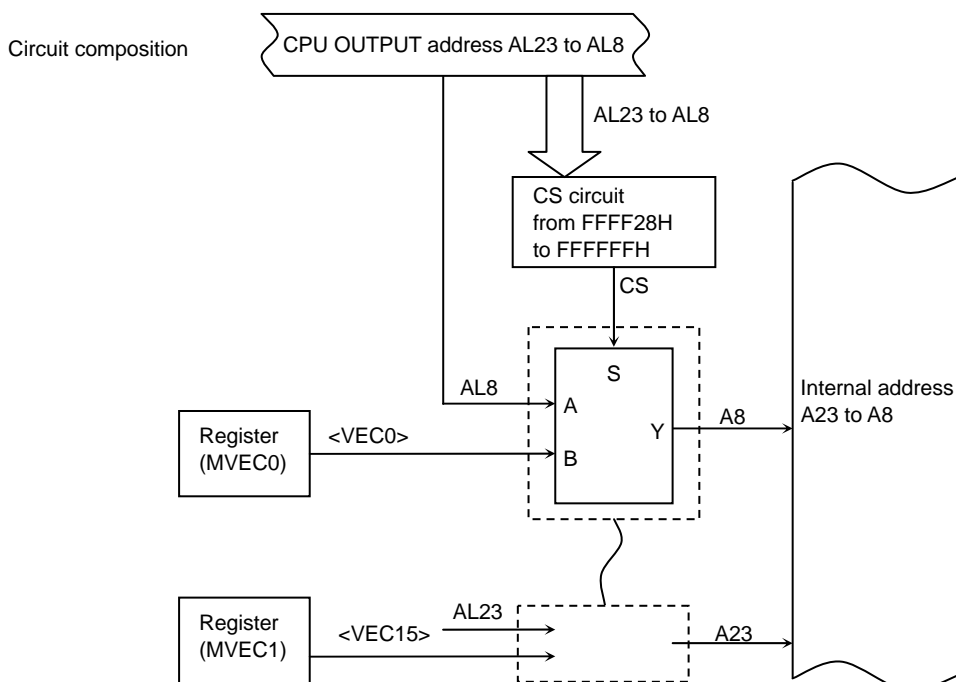 Circuit composition
CPU OUTPUT address AL23 to AL8
AL23 to AL8
CS circuit
from FFFF28H
to FFFFFFH
CS
S
AL8
A
Y
B
A8
Internal address
A23 to A8
Register
(MVEC0)
<VEC0>
AL23
Register
(MVEC1)
<VEC15>
A23